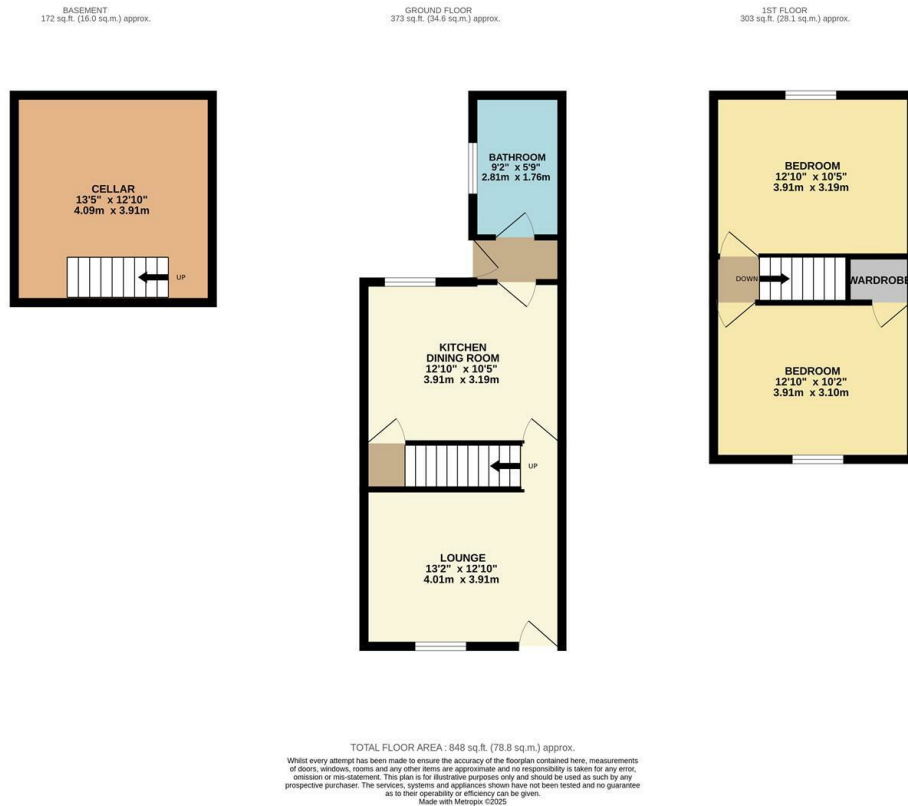 BASEMENT
172 sq.ft. (16.0 sq.m.) approx.
GROUND FLOOR
373 sq.ft. (34.6 sq.m.) approx.
1ST FLOOR
303 sq.ft. (28.1 sq.m.) approx.
CELLAR
13'5" x 12'10"
4.09m x 3.91m
UP
BATHROOM
9'2" x 5'9"
2.81m x 1.76m
KITCHEN
DINING ROOM
12'10" x 10'5"
3.91m x 3.19m
UP
LOUNGE
13'2" x 12'10"
4.01m x 3.91m
BEDROOM
12'10" x 10'5"
3.91m x 3.19m
DOWN
WARDROBE
BEDROOM
12'10" x 10'2"
3.91m x 3.10m
TOTAL FLOOR AREA : 848 sq.ft. (78.8 sq.m.) approx.
Whilst every attempt has been made to ensure the accuracy of the floorplan contained here, measurements
of doors, windows, rooms and any other items are approximate and no responsibility is taken for any error,
omission or mis-statement. This plan is for illustrative purposes only and should be used as such by any
prospective purchaser. The services, systems and appliances shown have not been tested and no guarantee
as to their operability or efficiency can be given.
Made with Metropix ©2025